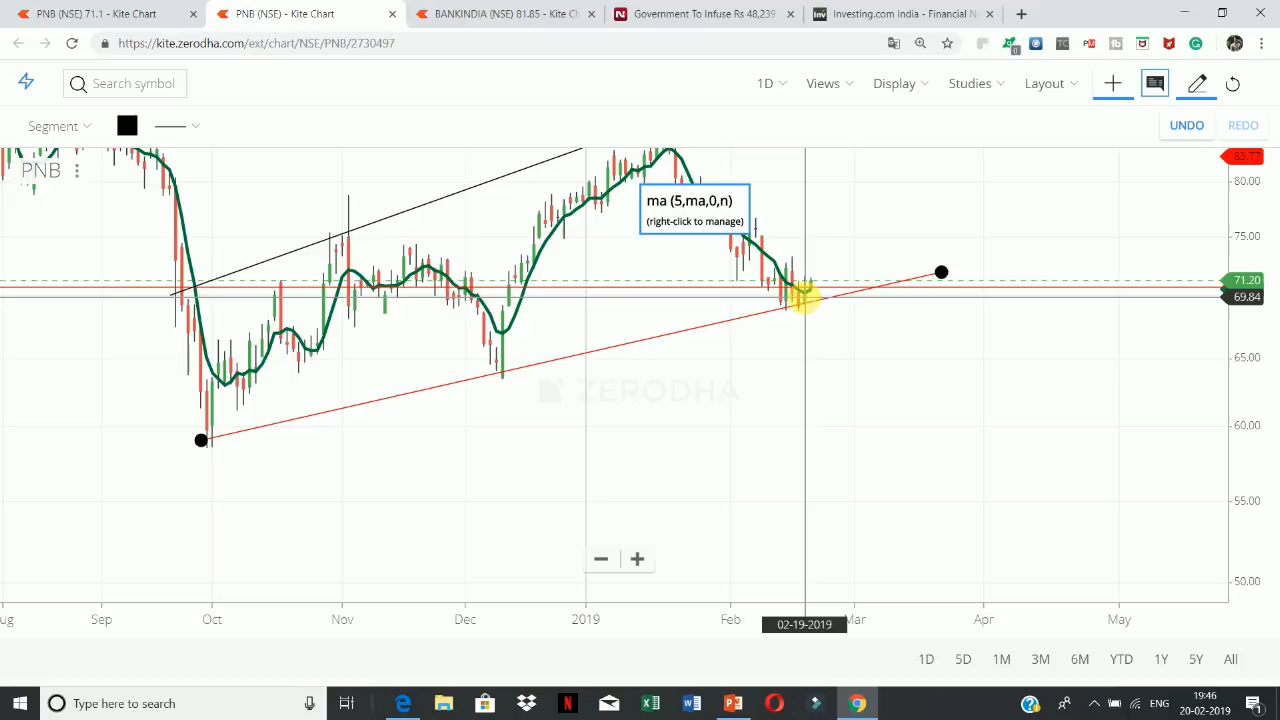 PNB (NSE) 71.1 - Kite Chart
PNB (NSE) - Kite Chart
BANKINDIA (NSE) 81.85 - Kite Ch
Government To Infuse Rs 48,239
Investing.com India - Financial N
https://kite.zerodha.com/ext/chart/NSE/PNB/2730497
Search symbol
1D
Views
Display
Studies
Layout
Segment
UNDO
REDO
PNB
83.77
80.00
ma (5,ma,0,n)
(right-click to manage)
75.00
71.20
69.84
65.00
ZERODHA
60.00
55.00
50.00
ug
Sep
Oct
Nov
Dec
2019
Feb
02-19-2019
Mar
Apr
May
1D 5D 1M 3M 6M YTD 1Y 5Y All
Type here to search
ENG
19:46
20-02-2019